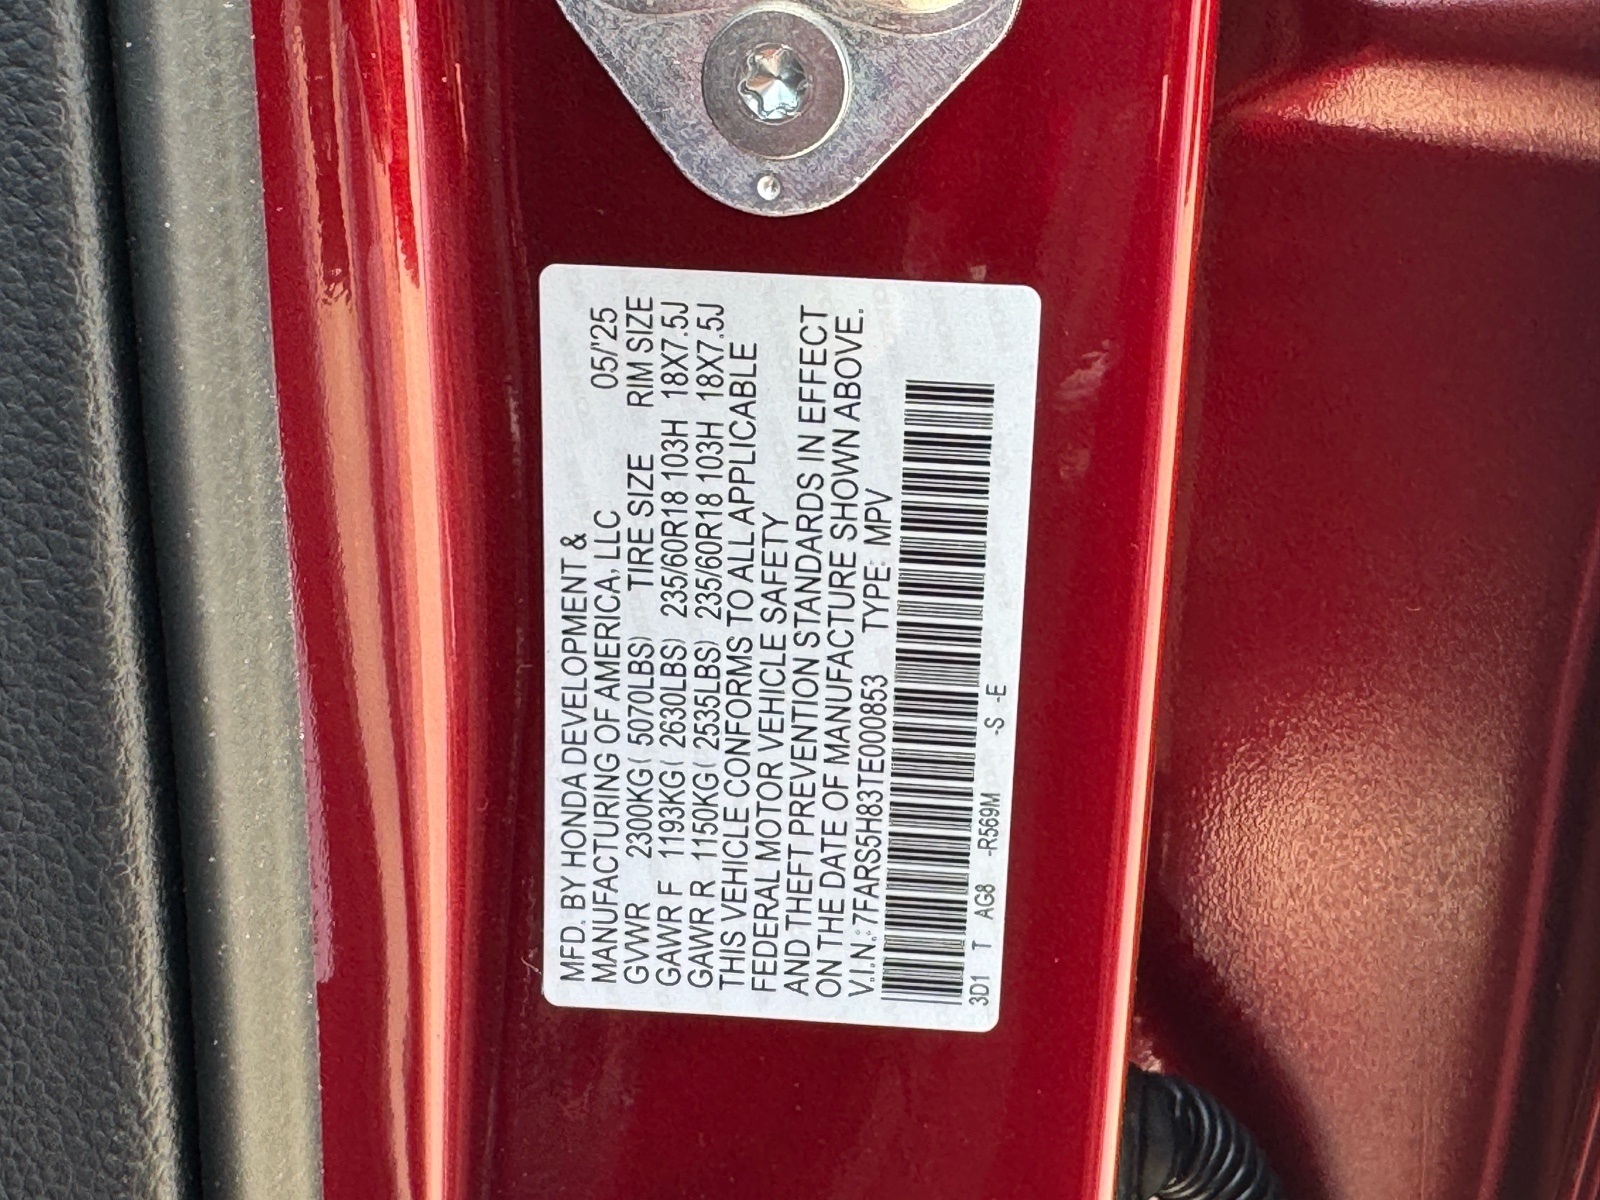 MFD. BY HONDA DEVELOPMENT &
MANUFACTURING OF AMERICA, LLC 05/'25
GVWR 2300KG( 5070LBS) TIRE SIZE RIM SIZE
GAWR F 1193KG( 2630LBS) 235/60R18 103H 18X7.5J
GAWR R 1150KG( 2535LBS) 235/60R18 103H 18X7.5J
THIS VEHICLE CONFORMS TO ALL APPLICABLE
FEDERAL MOTOR VEHICLE SAFETY
AND THEFT PREVENTION STANDARDS IN EFFECT
ON THE DATE OF MANUFACTURE SHOWN ABOVE.
V.I.N.: 7FARS5H83TE000853 TYPE: MPV
3D1 T AG8 -R569M -S -E